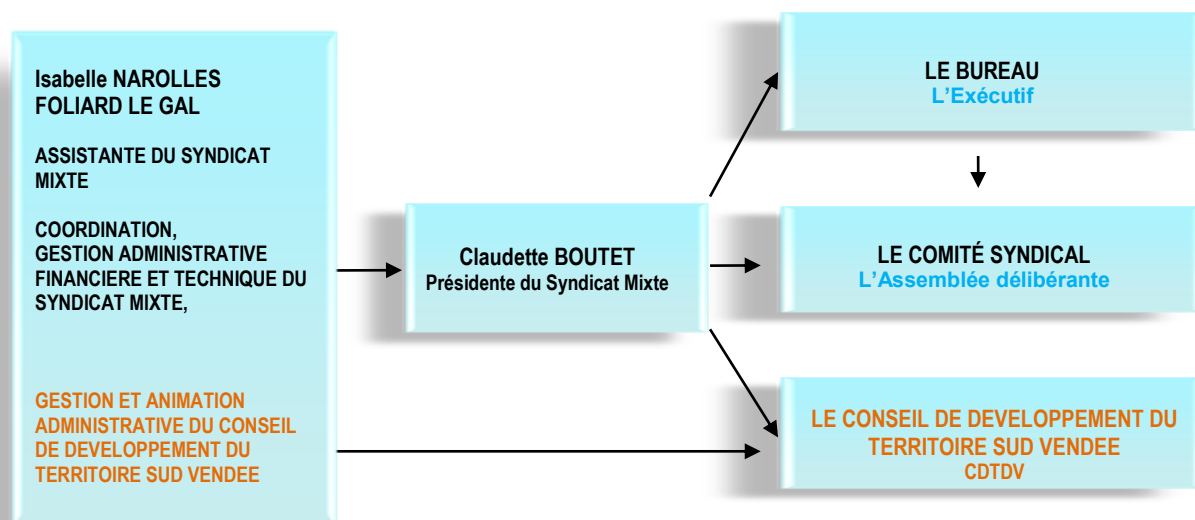 Isabelle NAROLLES
FOLIARD LE GAL
ASSISTANTE DU SYNDICAT
MIXTE
COORDINATION,
GESTION ADMINISTRATIVE
FINANCIERE ET TECHNIQUE DU
SYNDICAT MIXTE,
GESTION ET ANIMATION
ADMINISTRATIVE DU CONSEIL
DE DEVELOPPEMENT DU
TERRITOIRE SUD VENDEE
Claudette BOUTET
Présidente du Syndicat Mixte
LE BUREAU
L'Exécutif
LE COMITÉ SYNDICAL
L'Assemblée délibérante
LE CONSEIL DE DEVELOPPEMENT DU
TERRITOIRE SUD VENDEE
CDTDV